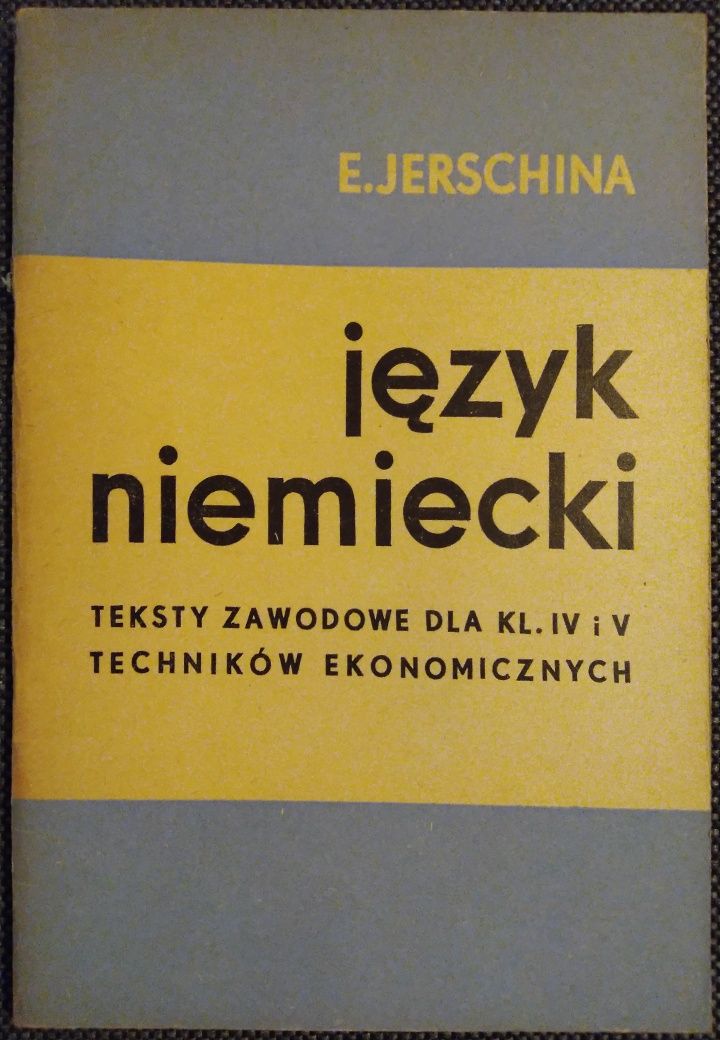 E. JERSCHINA
język
niemiecki
TEKSTY ZAWODOWE DLA KL. IV i V
TECHNIKÓW EKONOMICZNYCH